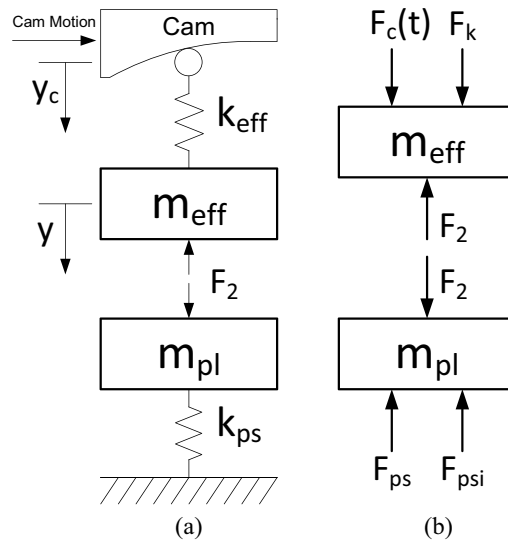 Cam Motion
Cam
y_c
k_eff
m_eff
y
F_2
m_pl
k_ps
(a)
F_c(t)
F_k
m_eff
F_2
F_2
m_pl
F_ps
F_psi
(b)